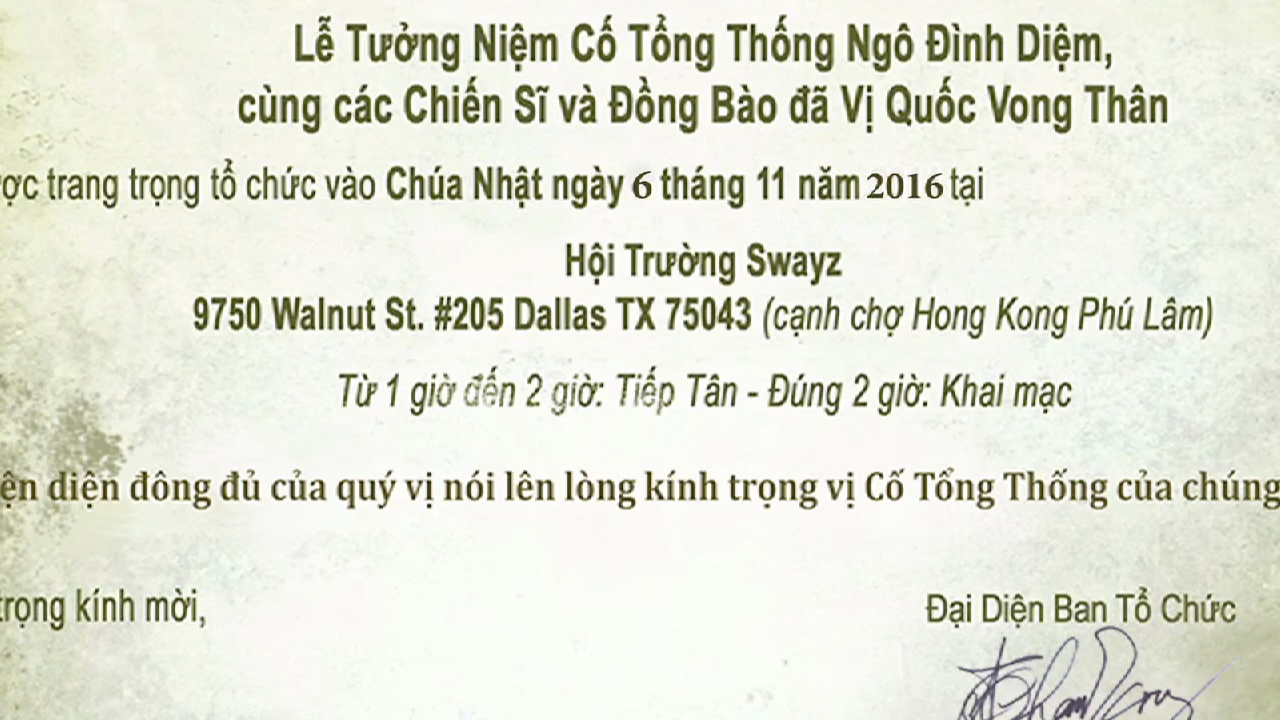 Lễ Tưởng Niệm Cố Tổng Thống Ngô Đình Diệm,
cùng các Chiến Sĩ và Đồng Bào đã Vị Quốc Vong Thân
ợc trang trọng tổ chức vào Chúa Nhật ngày 6 tháng 11 năm 2016 tại
Hội Trường Swayz
9750 Walnut St. #205 Dallas TX 75043 (cạnh chợ Hong Kong Phú Lâm)
Từ 1 giờ đến 2 giờ: Tiếp Tân - Đúng 2 giờ: Khai mạc
ện diện đông đủ của quý vị nói lên lòng kính trọng vị Cố Tổng Thống của chúng
trọng kính mời,
Đại Diện Ban Tổ Chức